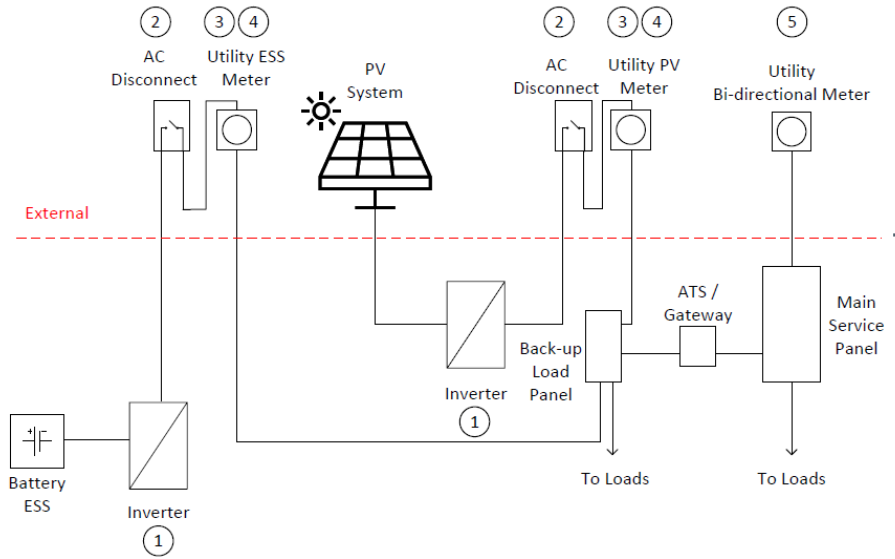 2
3
4
2
3
4
5
AC
Disconnect
Utility ESS
Meter
PV
System
AC
Disconnect
Utility PV
Meter
Utility
Bi-directional Meter
External
ATS /
Gateway
Main
Service
Panel
Back-up
Load
Panel
Inverter
1
Battery
ESS
To Loads
To Loads
Inverter
1